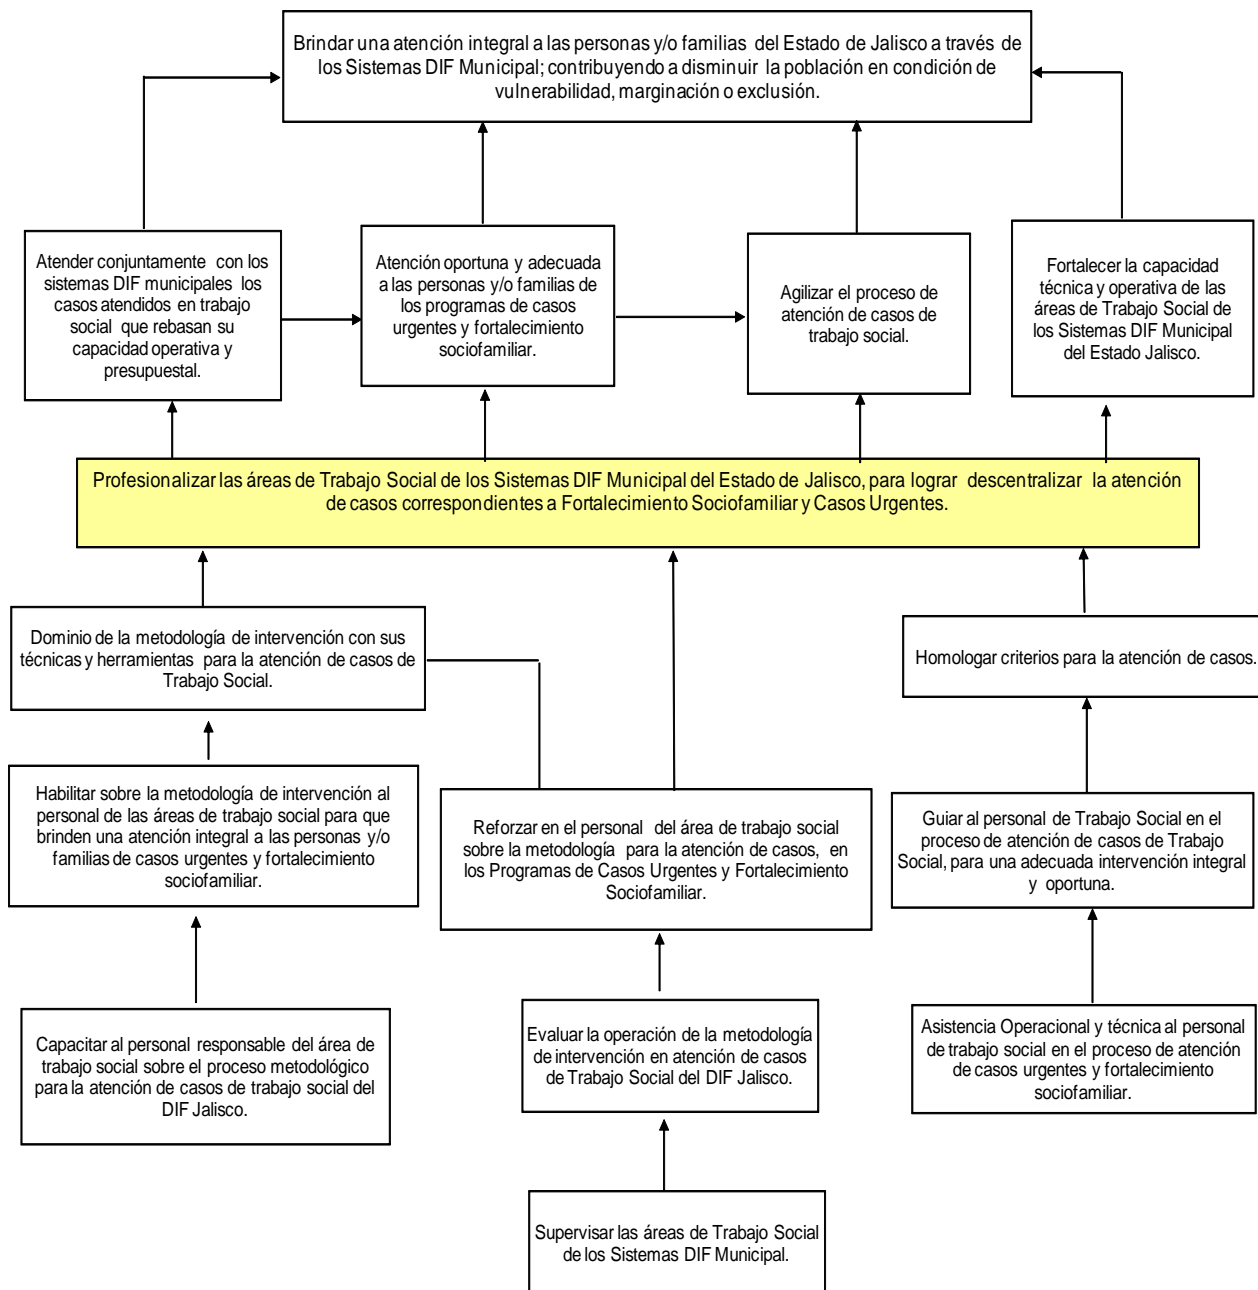 Brindar una atención integral a las personas y/o familias del Estado de Jalisco a través de
los Sistemas DIF Municipal; contribuyendo a disminuir la población en condición de
vulnerabilidad, marginación o exclusión.
Atender conjuntamente con los
sistemas DIF municipales los
casos atendidos en trabajo
social que rebasan su
capacidad operativa y
presupuestal.
Atención oportuna y adecuada
a las personas y/o familias de
los programas de casos
urgentes y fortalecimiento
sociofamiliar.
Agilizar el proceso de
atención de casos de
trabajo social.
Fortalecer la capacidad
técnica y operativa de las
áreas de Trabajo Social de
los Sistemas DIF Municipal
del Estado Jalisco.
Profesionalizar las áreas de Trabajo Social de los Sistemas DIF Municipal del Estado de Jalisco, para lograr descentralizar la atención
de casos correspondientes a Fortalecimiento Sociofamiliar y Casos Urgentes.
Dominio de la metodología de intervención con sus
técnicas y herramientas para la atención de casos de
Trabajo Social.
Homologar criterios para la atención de casos.
Habilitar sobre la metodología de intervención al
personal de las áreas de trabajo social para que
brinden una atención integral a las personas y/o
familias de casos urgentes y fortalecimiento
sociofamiliar.
Reforzar en el personal del área de trabajo social
sobre la metodología para la atención de casos, en
los Programas de Casos Urgentes y Fortalecimiento
Sociofamiliar.
Guiar al personal de Trabajo Social en el
proceso de atención de casos de Trabajo
Social, para una adecuada intervención integral
y oportuna.
Capacitar al personal responsable del área de
trabajo social sobre el proceso metodológico
para la atención de casos de trabajo social del
DIF Jalisco.
Evaluar la operación de la metodología
de intervención en atención de casos
de Trabajo Social del DIF Jalisco.
Asistencia Operacional y técnica al personal
de trabajo social en el proceso de atención
de casos urgentes y fortalecimiento
sociofamiliar.
Supervisar las áreas de Trabajo Social
de los Sistemas DIF Municipal.